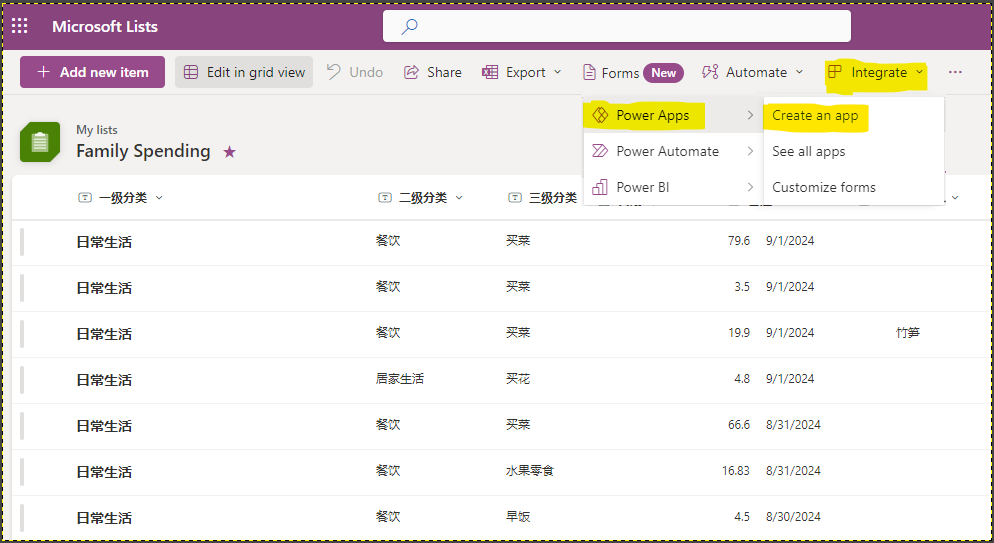 Microsoft Lists
Add new item
Edit in grid view
Undo
Share
Export
Forms New
Automate
Integrate
My lists
Family Spending
Power Apps
Power Automate
Power BI
Create an app
See all apps
Customize forms
一级分类 二级分类 三级分类
日常生活 餐饮 买菜 79.6 9/1/2024
日常生活 餐饮 买菜 3.5 9/1/2024
日常生活 餐饮 买菜 19.9 9/1/2024 竹笋
日常生活 居家生活 买花 4.8 9/1/2024
日常生活 餐饮 买菜 66.6 8/31/2024
日常生活 餐饮 水果零食 16.83 8/31/2024
日常生活 餐饮 早饭 4.5 8/30/2024